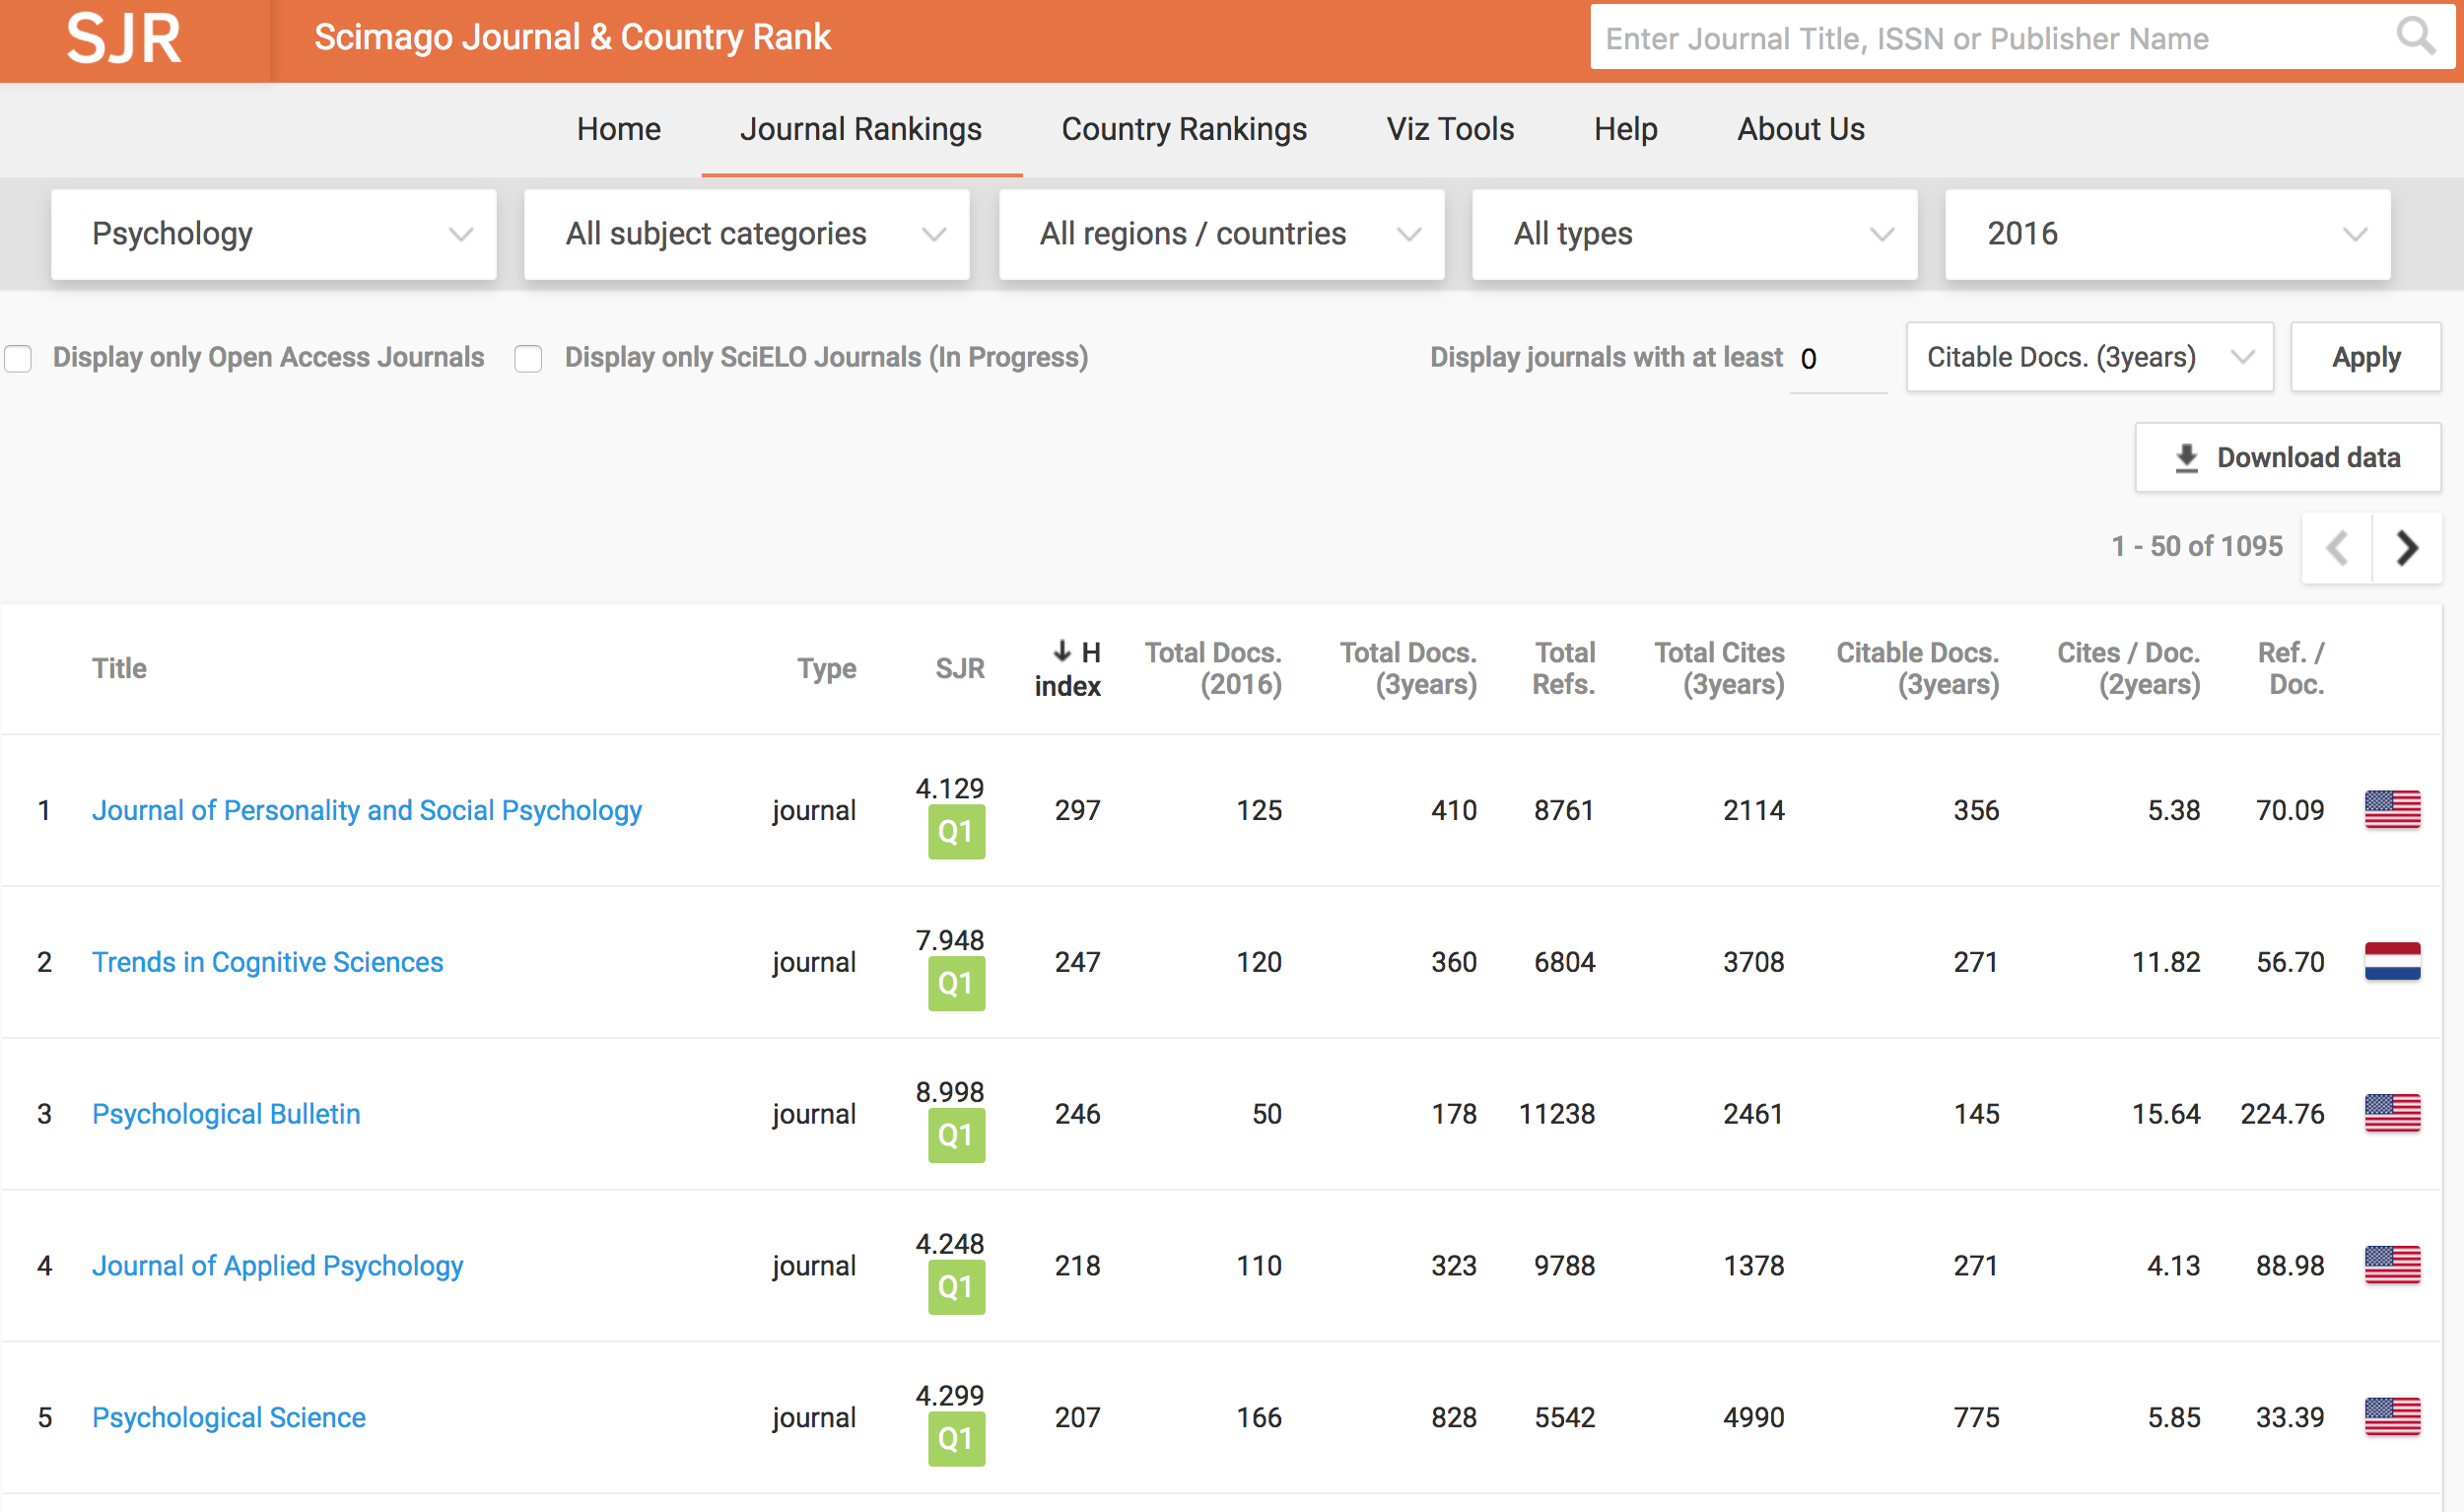 SJR Scimago Journal & Country Rank Enter Journal Title, ISSN or Publisher Name
Home Journal Rankings Country Rankings Viz Tools Help About Us
Psychology All subject categories All regions / countries All types 2016
Display only Open Access Journals Display only SciELO Journals (In Progress) Display journals with at least 0 Citable Docs. (3years) Apply
Download data
1 - 50 of 1095
Title Type SJR H index Total Docs. (2016) Total Docs. (3years) Total Refs. Total Cites (3years) Citable Docs. (3years) Cites / Doc. (2years) Ref. / Doc.
1 Journal of Personality and Social Psychology journal 4.129 Q1 297 125 410 8761 2114 356 5.38 70.09
2 Trends in Cognitive Sciences journal 7.948 Q1 247 120 360 6804 3708 271 11.82 56.70
3 Psychological Bulletin journal 8.998 Q1 246 50 178 11238 2461 145 15.64 224.76
4 Journal of Applied Psychology journal 4.248 Q1 218 110 323 9788 1378 271 4.13 88.98
5 Psychological Science journal 4.299 Q1 207 166 828 5542 4990 775 5.85 33.39